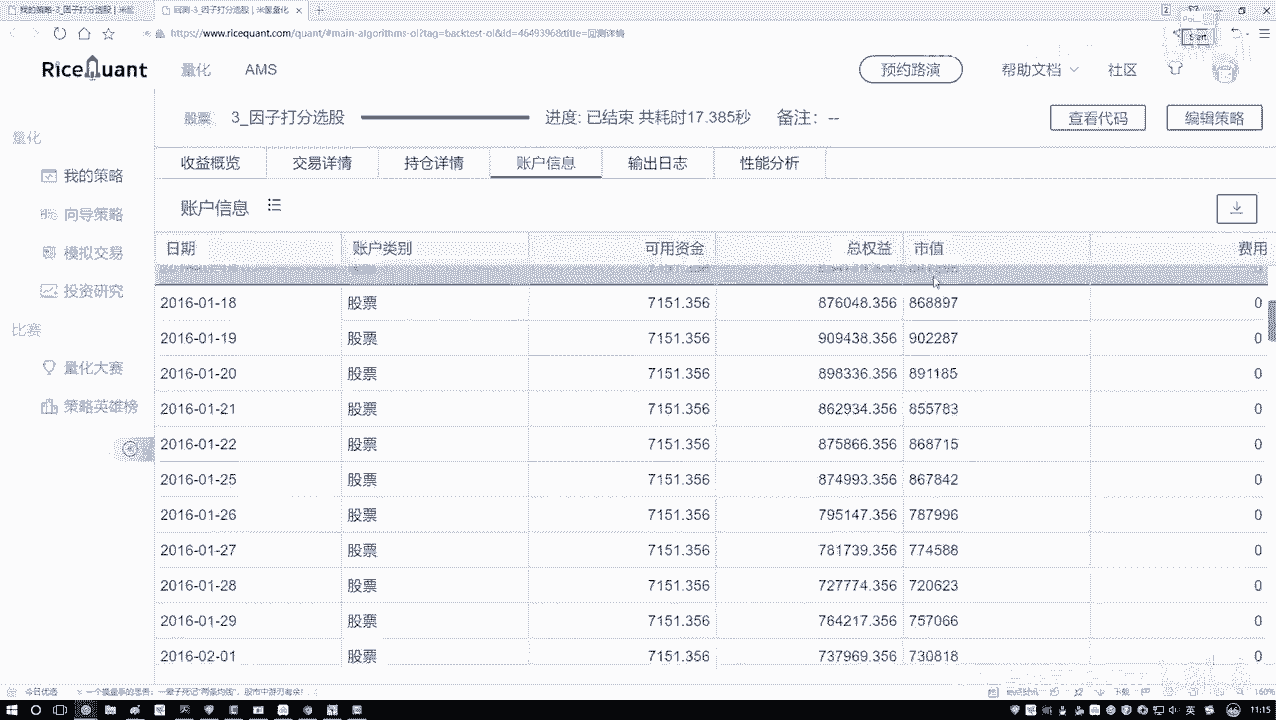 我的策略-3_因子打分选股 | 米筐
回测-3_因子打分选股 | 米筐量化
https://www.ricequant.com/quant/#main-algorithms-ol?tag=backtest-ol&id=4649396&title=回测详情
RiceQuant 量化 AMS 预约路演 帮助文档 社区
股票 3_因子打分选股 进度: 已结束 共耗时17.385秒 备注: -- 查看代码 编辑策略
量化
我的策略
向导策略
模拟交易
投资研究
比赛
量化大赛
策略英雄榜
收益概览 交易详情 持仓详情 账户信息 输出日志 性能分析
账户信息
日期 账户类别 可用资金 总权益 市值 费用
2016-01-18 股票 7151.356 876048.356 868897 0
2016-01-19 股票 7151.356 909438.356 902287 0
2016-01-20 股票 7151.356 898336.356 891185 0
2016-01-21 股票 7151.356 862934.356 855783 0
2016-01-22 股票 7151.356 875866.356 868715 0
2016-01-25 股票 7151.356 874993.356 867842 0
2016-01-26 股票 7151.356 795147.356 787996 0
2016-01-27 股票 7151.356 781739.356 774588 0
2016-01-28 股票 7151.356 727774.356 720623 0
2016-01-29 股票 7151.356 764217.356 757066 0
2016-02-01 股票 7151.356 737969.356 730818 0
今日优选
160%
11:15